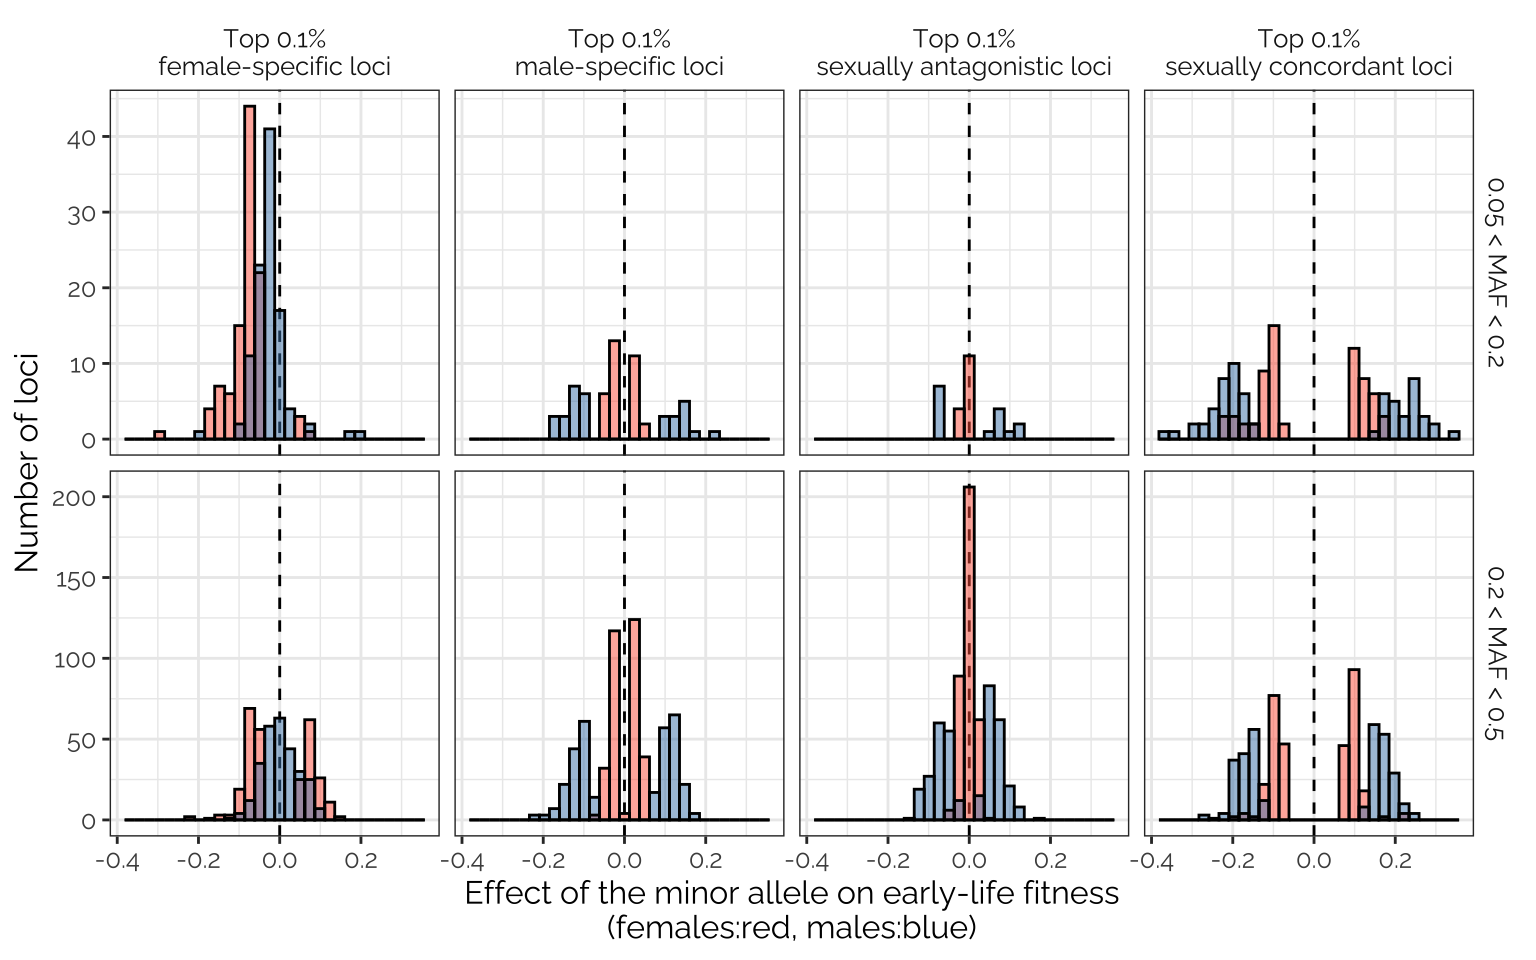 Top 0.1%
female-specific loci
Top 0.1%
male-specific loci
Top 0.1%
sexually antagonistic loci
Top 0.1%
sexually concordant loci
Number of loci
40
30
20
10
0
0.05 < MAF < 0.2
200
150
100
50
0
0.2 < MAF < 0.5
-0.4 -0.2 0.0 0.2
-0.4 -0.2 0.0 0.2
-0.4 -0.2 0.0 0.2
-0.4 -0.2 0.0 0.2
Effect of the minor allele on early-life fitness
(females:red, males:blue)